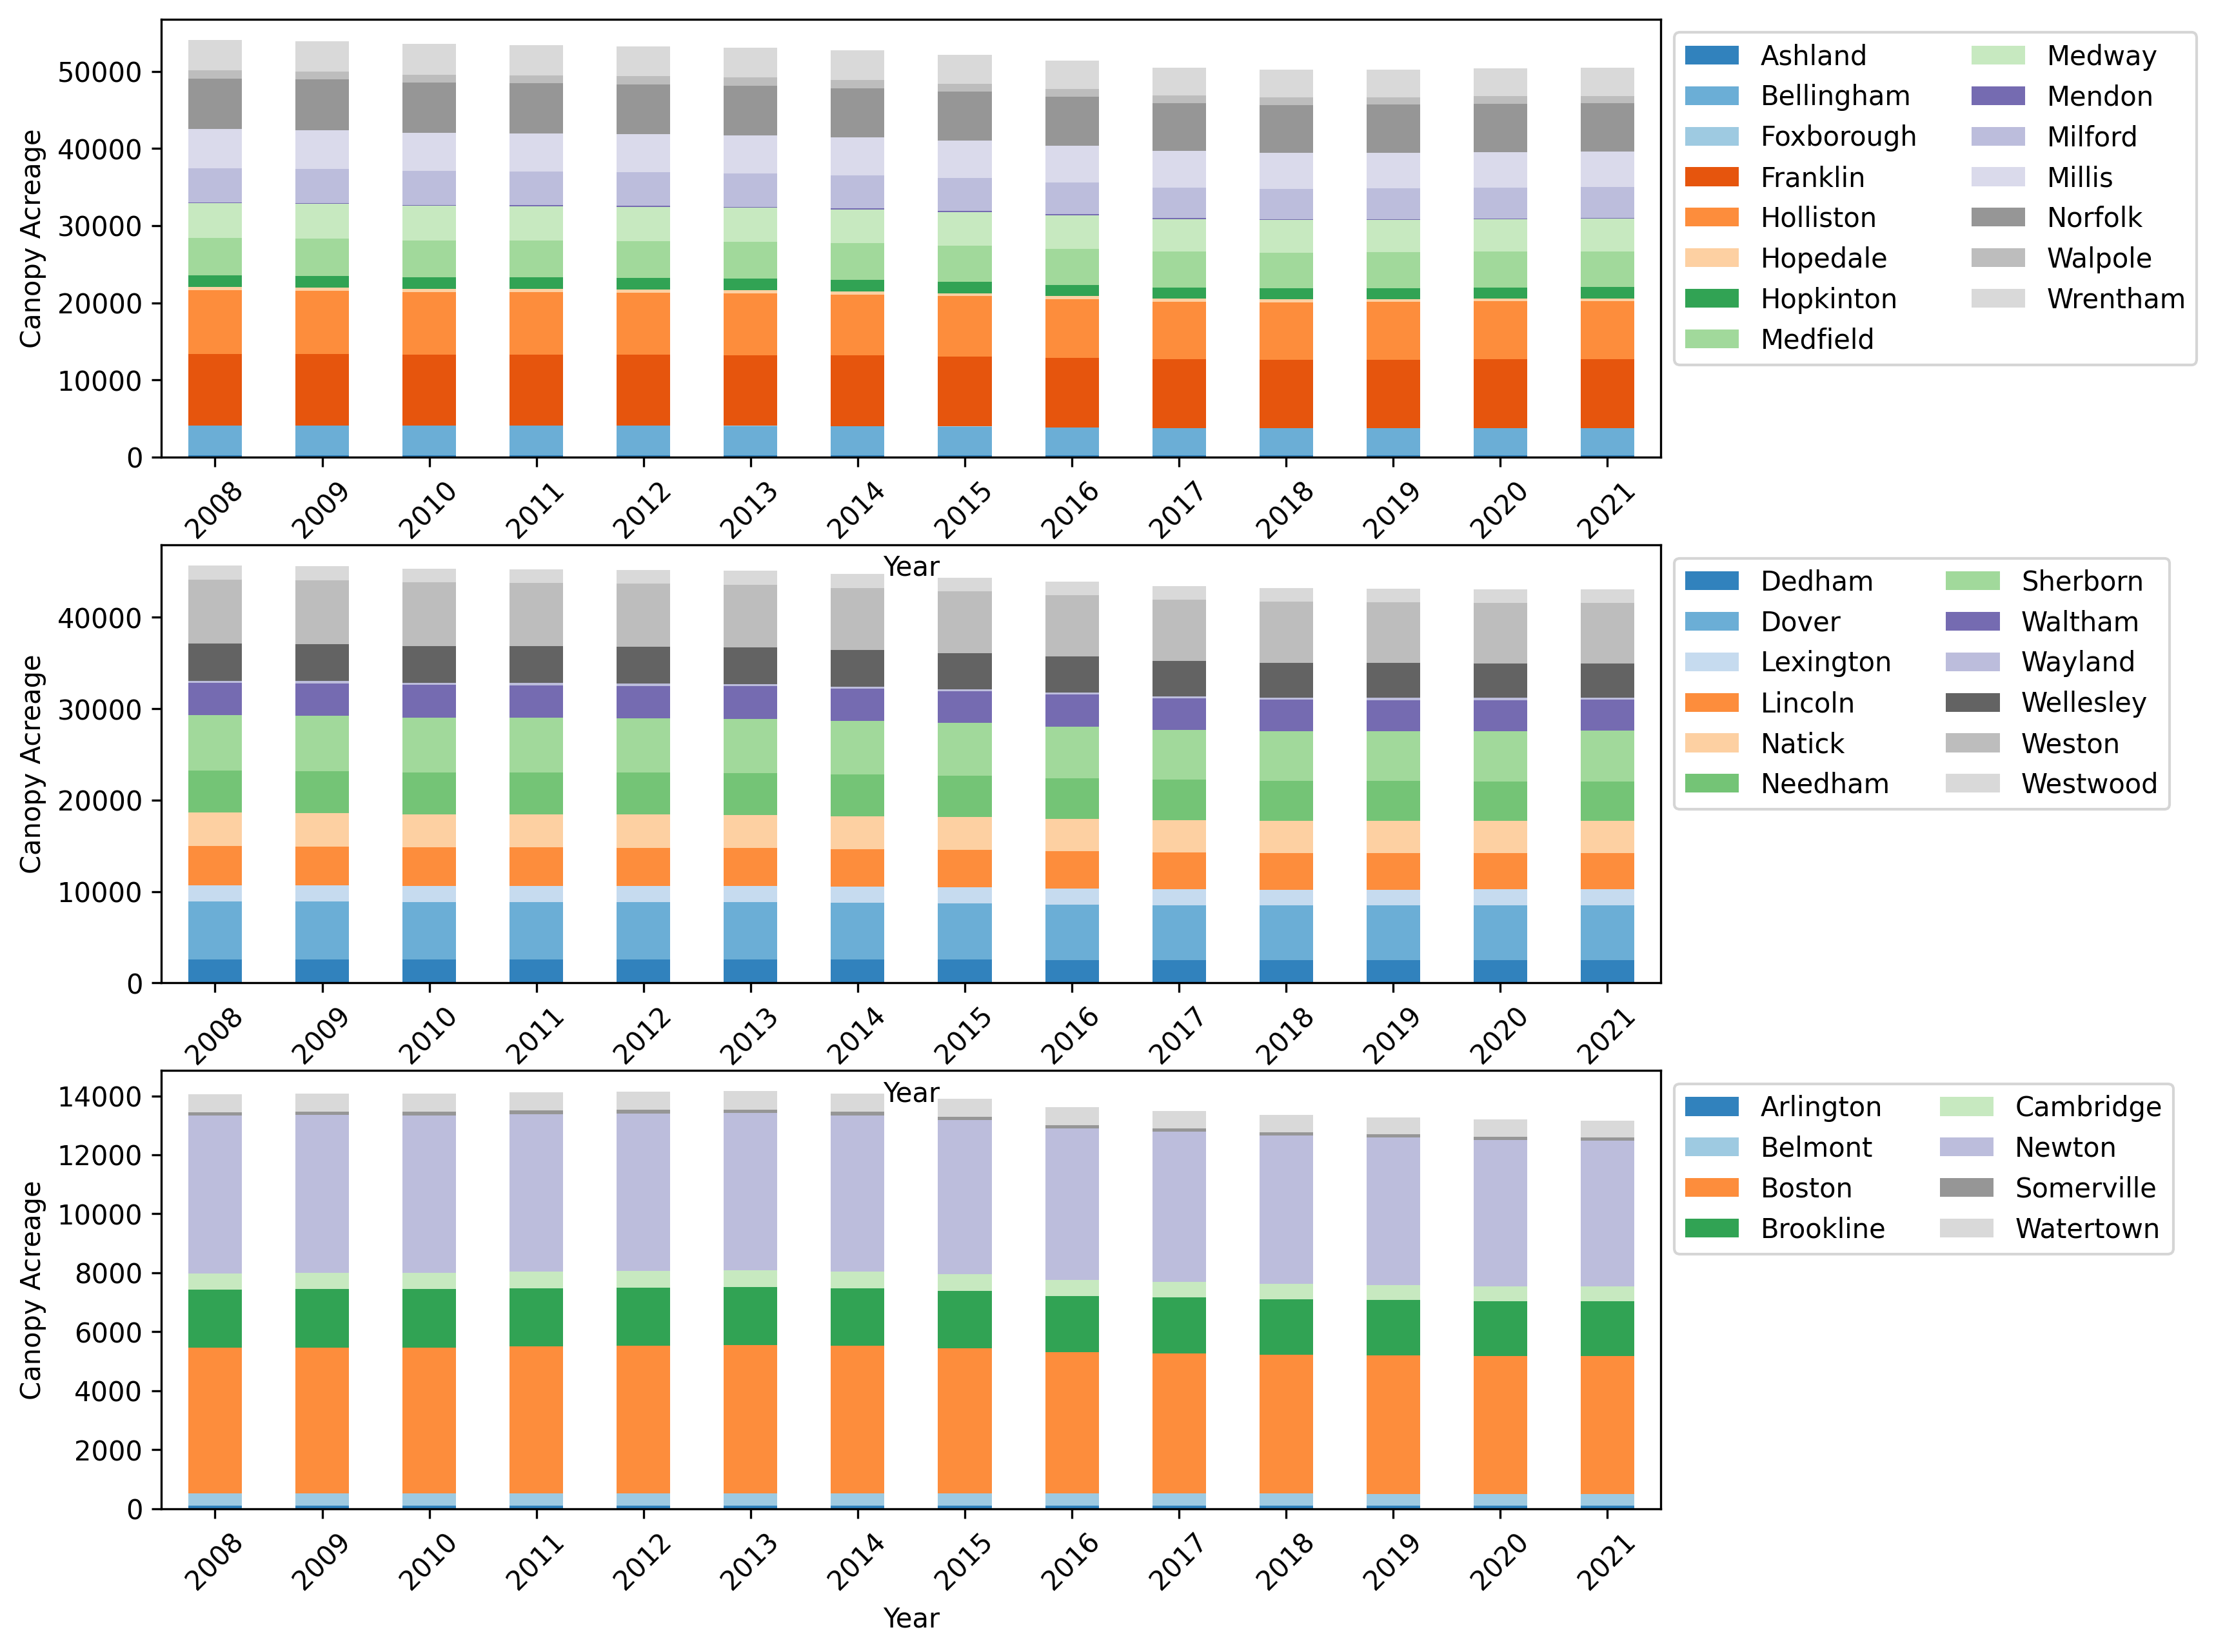 Canopy Acreage
50000
40000
30000
20000
10000
0
2008 2009 2010 2011 2012 2013 2014 2015 2016 2017 2018 2019 2020 2021
Year
Ashland Medway
Bellingham Mendon
Foxborough Milford
Franklin Millis
Holliston Norfolk
Hopedale Walpole
Hopkinton Wrentham
Medfield
Canopy Acreage
40000
30000
20000
10000
0
2008 2009 2010 2011 2012 2013 2014 2015 2016 2017 2018 2019 2020 2021
Year
Dedham Sherborn
Dover Waltham
Lexington Wayland
Lincoln Wellesley
Natick Weston
Needham Westwood
Canopy Acreage
14000
12000
10000
8000
6000
4000
2000
0
2008 2009 2010 2011 2012 2013 2014 2015 2016 2017 2018 2019 2020 2021
Year
Arlington Cambridge
Belmont Newton
Boston Somerville
Brookline Watertown